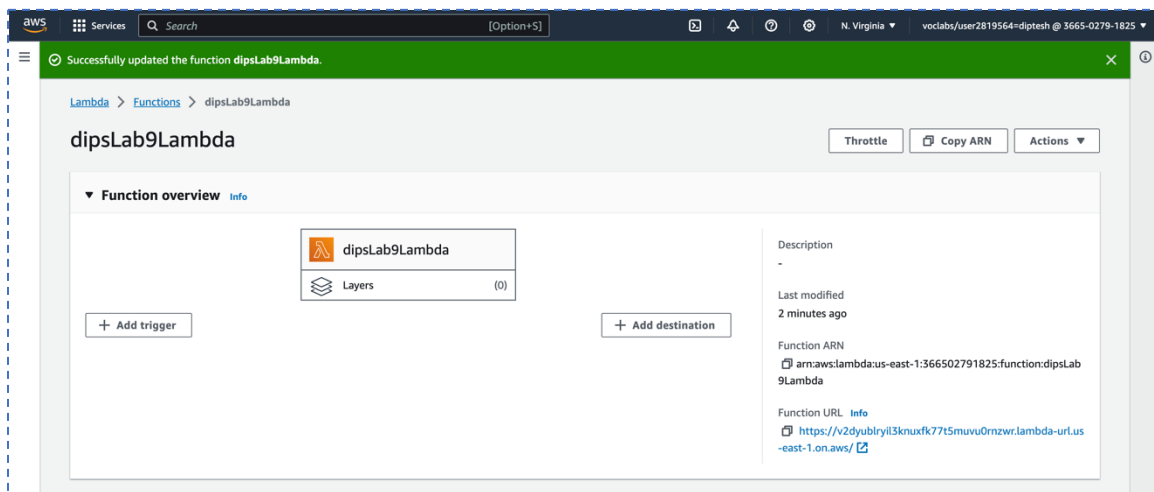 aws
Services
Search
[Option+S]
N. Virginia
voclabs/user2819564=diptesh @ 3665-0279-1825
Successfully updated the function dipsLab9Lambda.
Lambda > Functions > dipsLab9Lambda
dipsLab9Lambda
Throttle
Copy ARN
Actions
Function overview Info
dipsLab9Lambda
Layers (0)
+ Add trigger
+ Add destination
Description
-
Last modified
2 minutes ago
Function ARN
arn:aws:lambda:us-east-1:366502791825:function:dipsLab
9Lambda
Function URL Info
https://v2dyublryil3knuxfk77t5muvu0rnzwr.lambda-url.us
-east-1.on.aws/